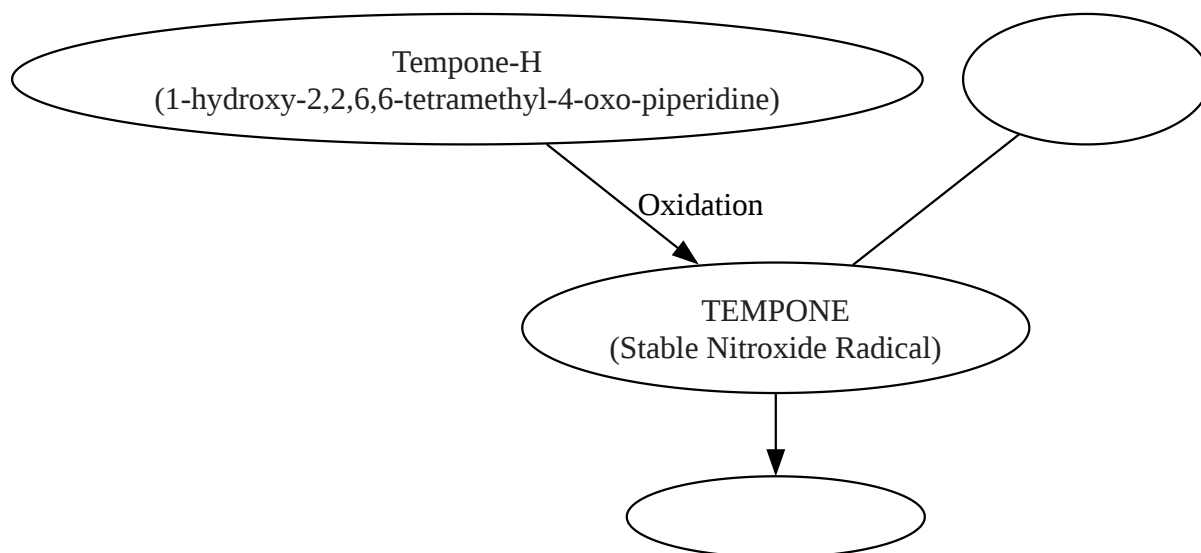 Tempone-H
(1-hydroxy-2,2,6,6-tetramethyl-4-oxo-piperidine)
Oxidation
TEMPONE
(Stable Nitroxide Radical)